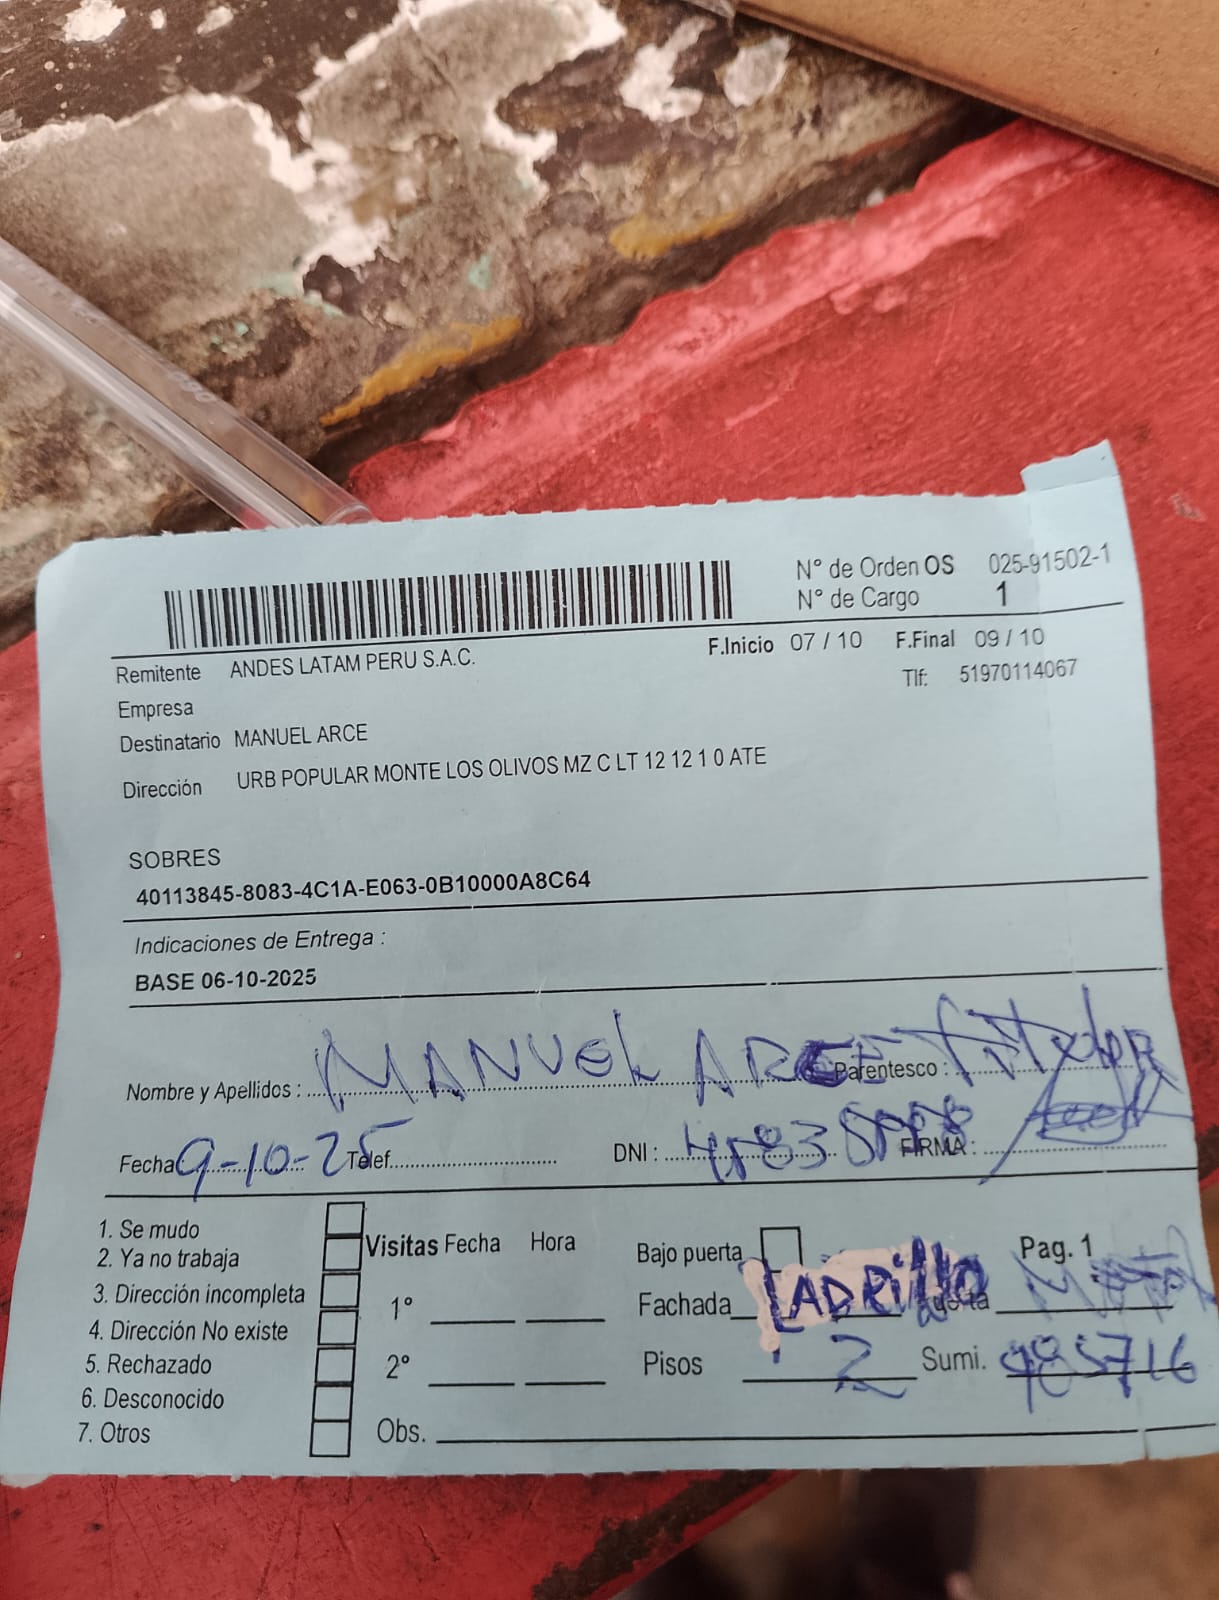 N° de Orden OS 025-91502-1
N° de Cargo 1
F.Inicio 07 / 10 F.Final 09 / 10
Remitente ANDES LATAM PERU S.A.C.
Tlf: 51970114067
Empresa
Destinatario MANUEL ARCE
Dirección URB POPULAR MONTE LOS OLIVOS MZ C LT 12 12 1 0 ATE
SOBRES
40113845-8083-4C1A-E063-0B10000A8C64
Indicaciones de Entrega :
BASE 06-10-2025
Nombre y Apellidos : MANUEL ARCE Parentesco :
Fecha 9-10-25 Telef. DNI : FIRMA :
1. Se mudo
2. Ya no trabaja
3. Dirección incompleta
4. Dirección No existe
5. Rechazado
6. Desconocido
7. Otros
Visitas Fecha Hora
1°
2°
Obs.
Bajo puerta Pag. 1
Fachada LADRILLO
Pisos 2 Sumi.